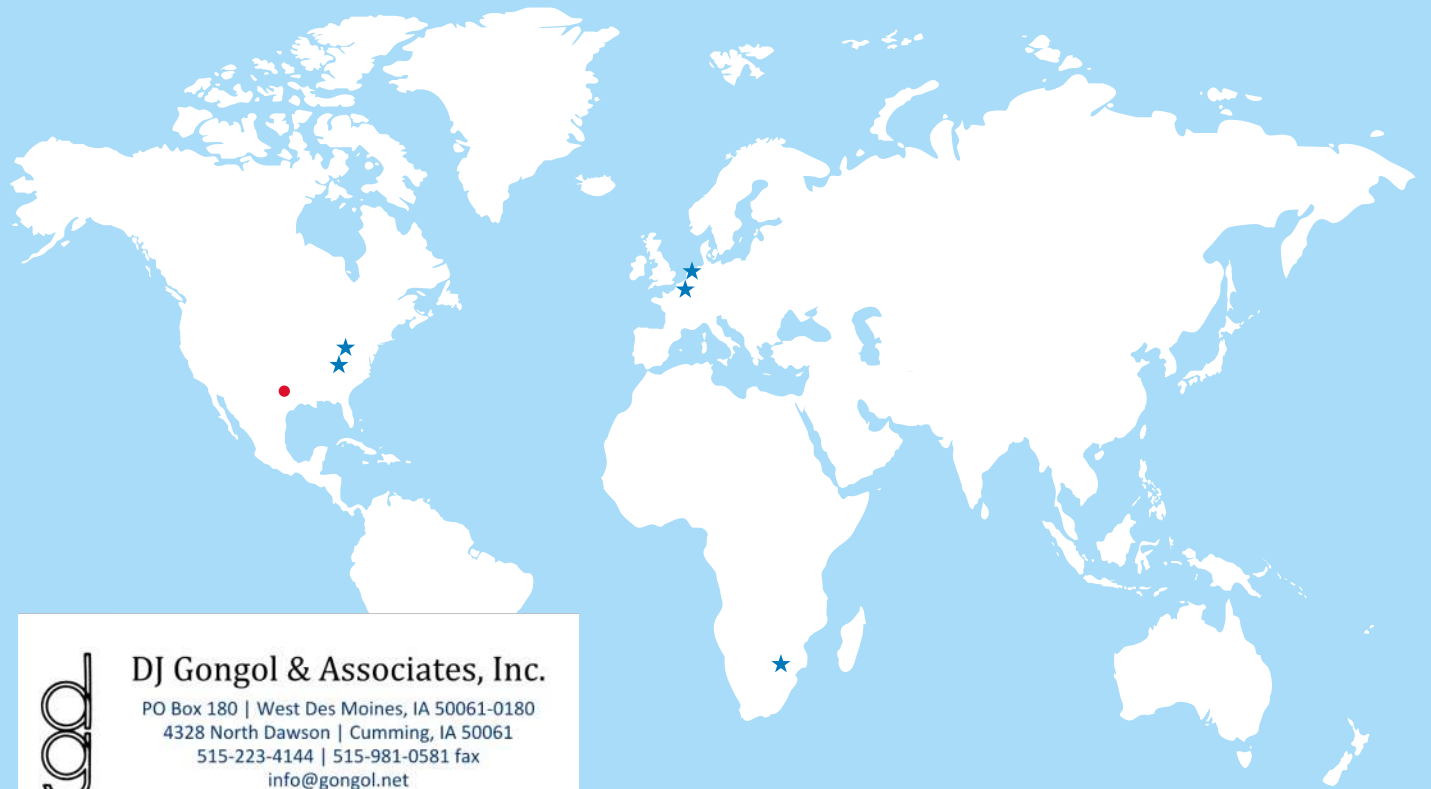 DJ Gongol & Associates, Inc.
PO Box 180 | West Des Moines, IA 50061-0180
4328 North Dawson | Cumming, IA 50061
515-223-4144 | 515-981-0581 fax
info@gongol.net